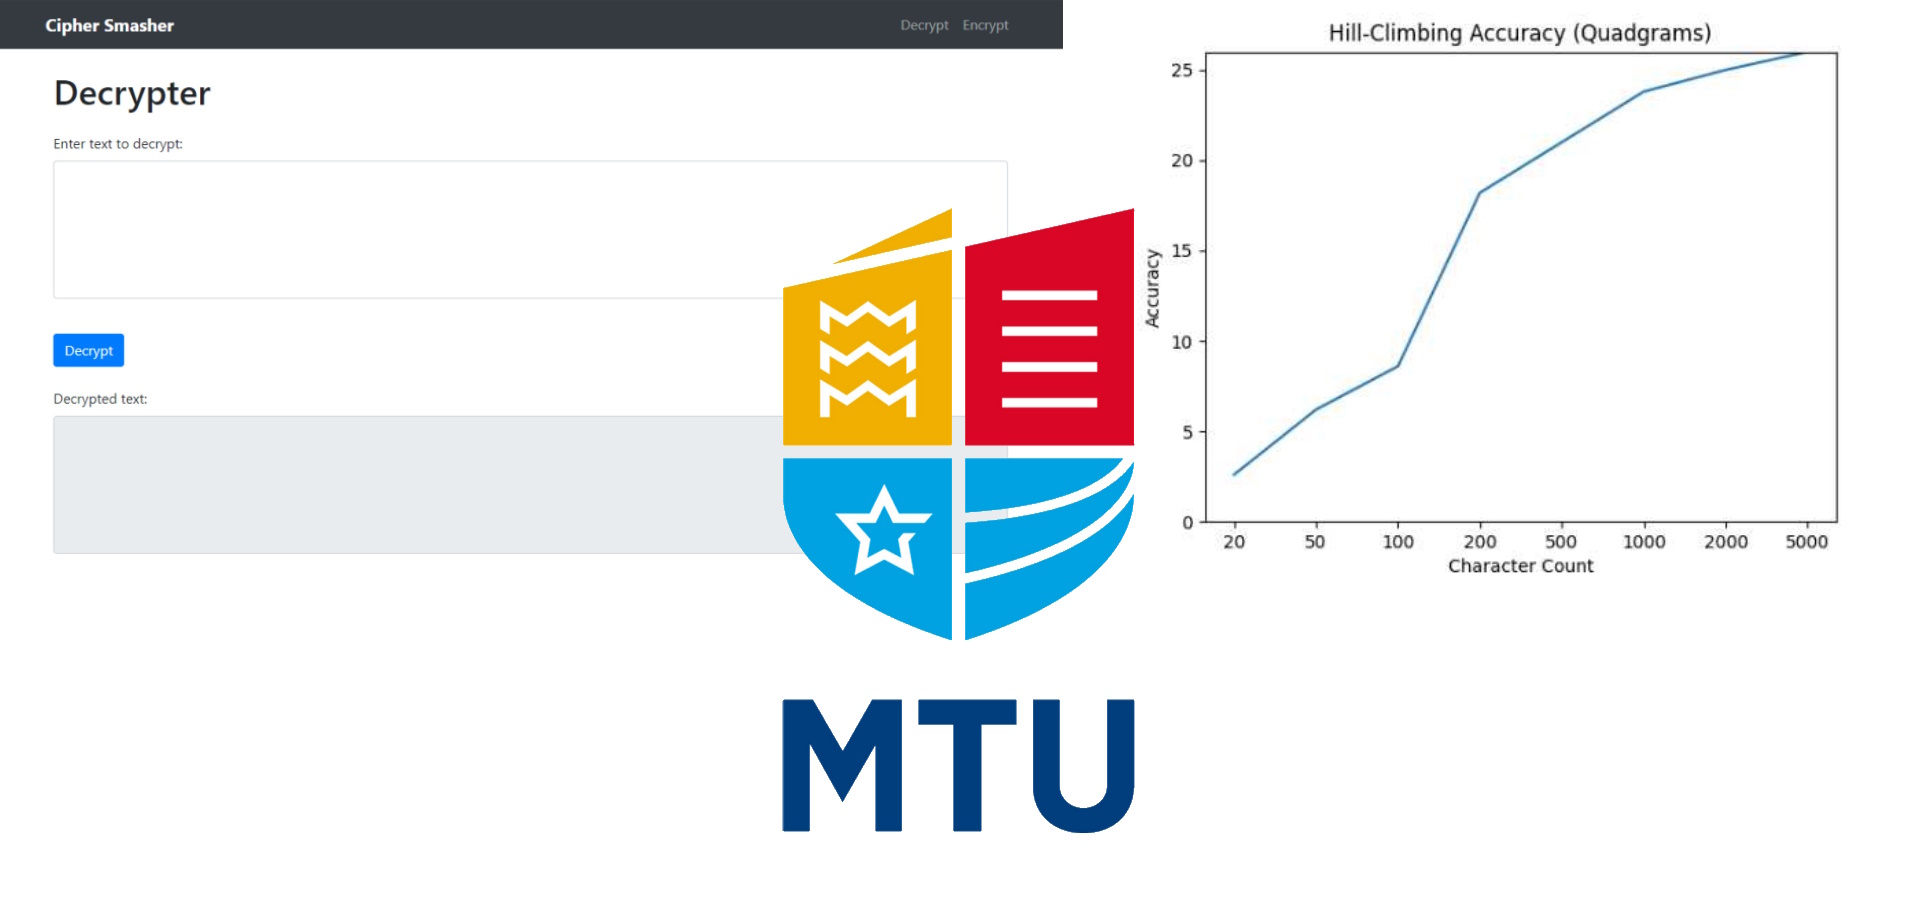 Cipher Smasher
Decrypt Encrypt
Decrypter
Enter text to decrypt:
Decrypt
Decrypted text:
MTU
Hill-Climbing Accuracy (Quadgrams)
25
20
15
10
5
0
Accuracy
20 50 100 200 500 1000 2000 5000
Character Count